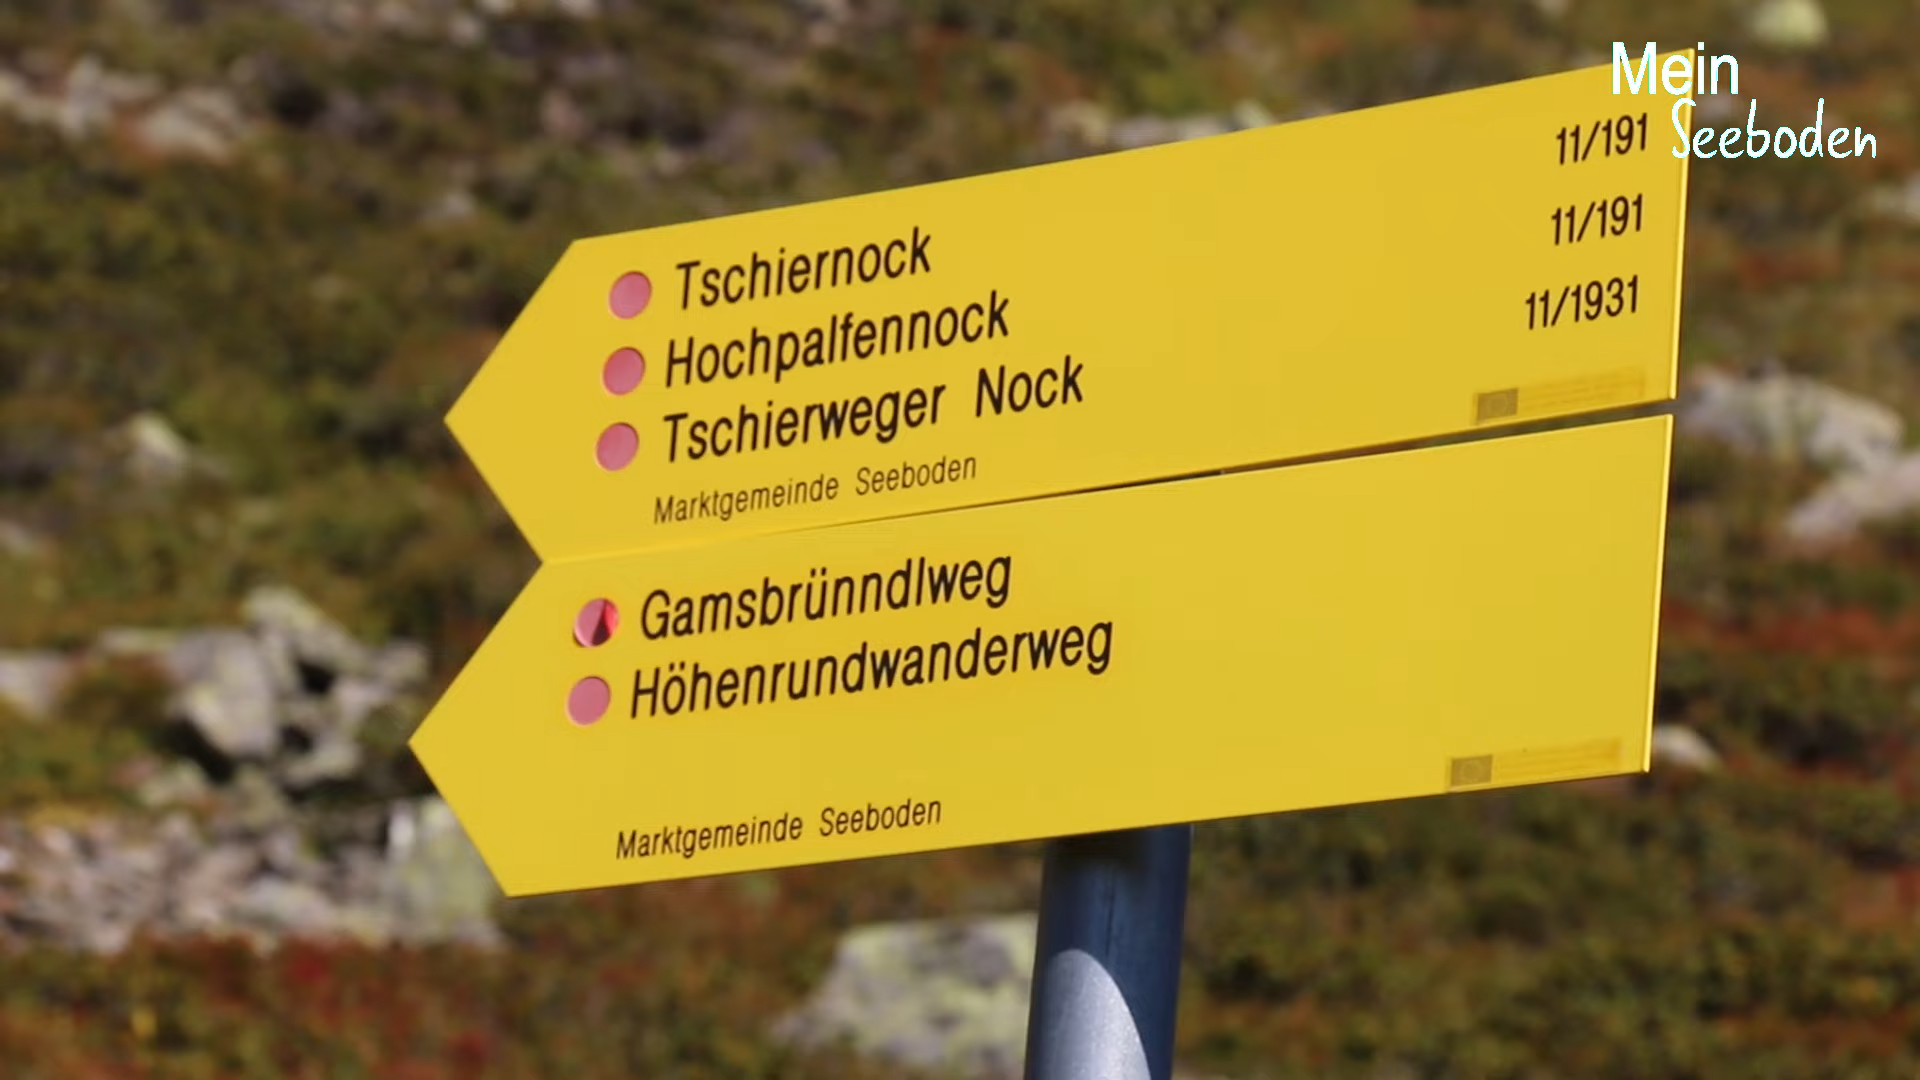 Mein
Seeboden
Tschiernock 11/191
Hochpalfennock 11/191
Tschierweger Nock 11/1931
Marktgemeinde Seeboden
Gamsbrünndlweg
Höhenrundwanderweg
Marktgemeinde Seeboden